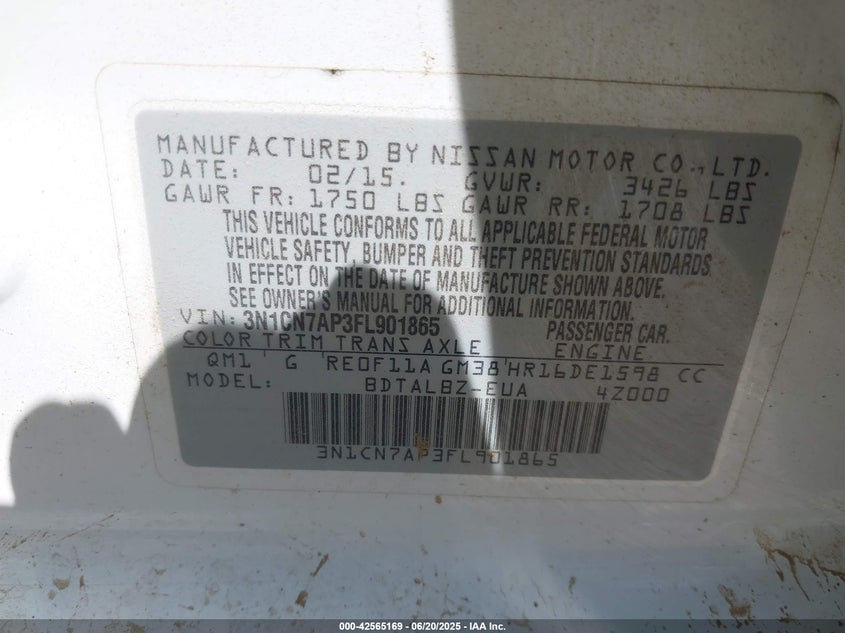 MANUFACTURED BY NISSAN MOTOR CO., LTD.
DATE: 02/15. GVWR: 3426 LBS
GAWR FR: 1750 LBS GAWR RR: 1708 LBS
THIS VEHICLE CONFORMS TO ALL APPLICABLE FEDERAL MOTOR
VEHICLE SAFETY, BUMPER AND THEFT PREVENTION STANDARDS
IN EFFECT ON THE DATE OF MANUFACTURE SHOWN ABOVE.
SEE OWNER'S MANUAL FOR ADDITIONAL INFORMATION.
VIN: 3N1CN7AP3FL901865 PASSENGER CAR.
COLOR TRIM TRANS AXLE ENGINE
QM1 ' G 'RE0F11A GM38'HR16DE1598 CC
MODEL: BDTALBZ-EUA 4Z000
3N1CN7AP3FL901865
000-42565169 | 06/20/2025 - IAA Inc.